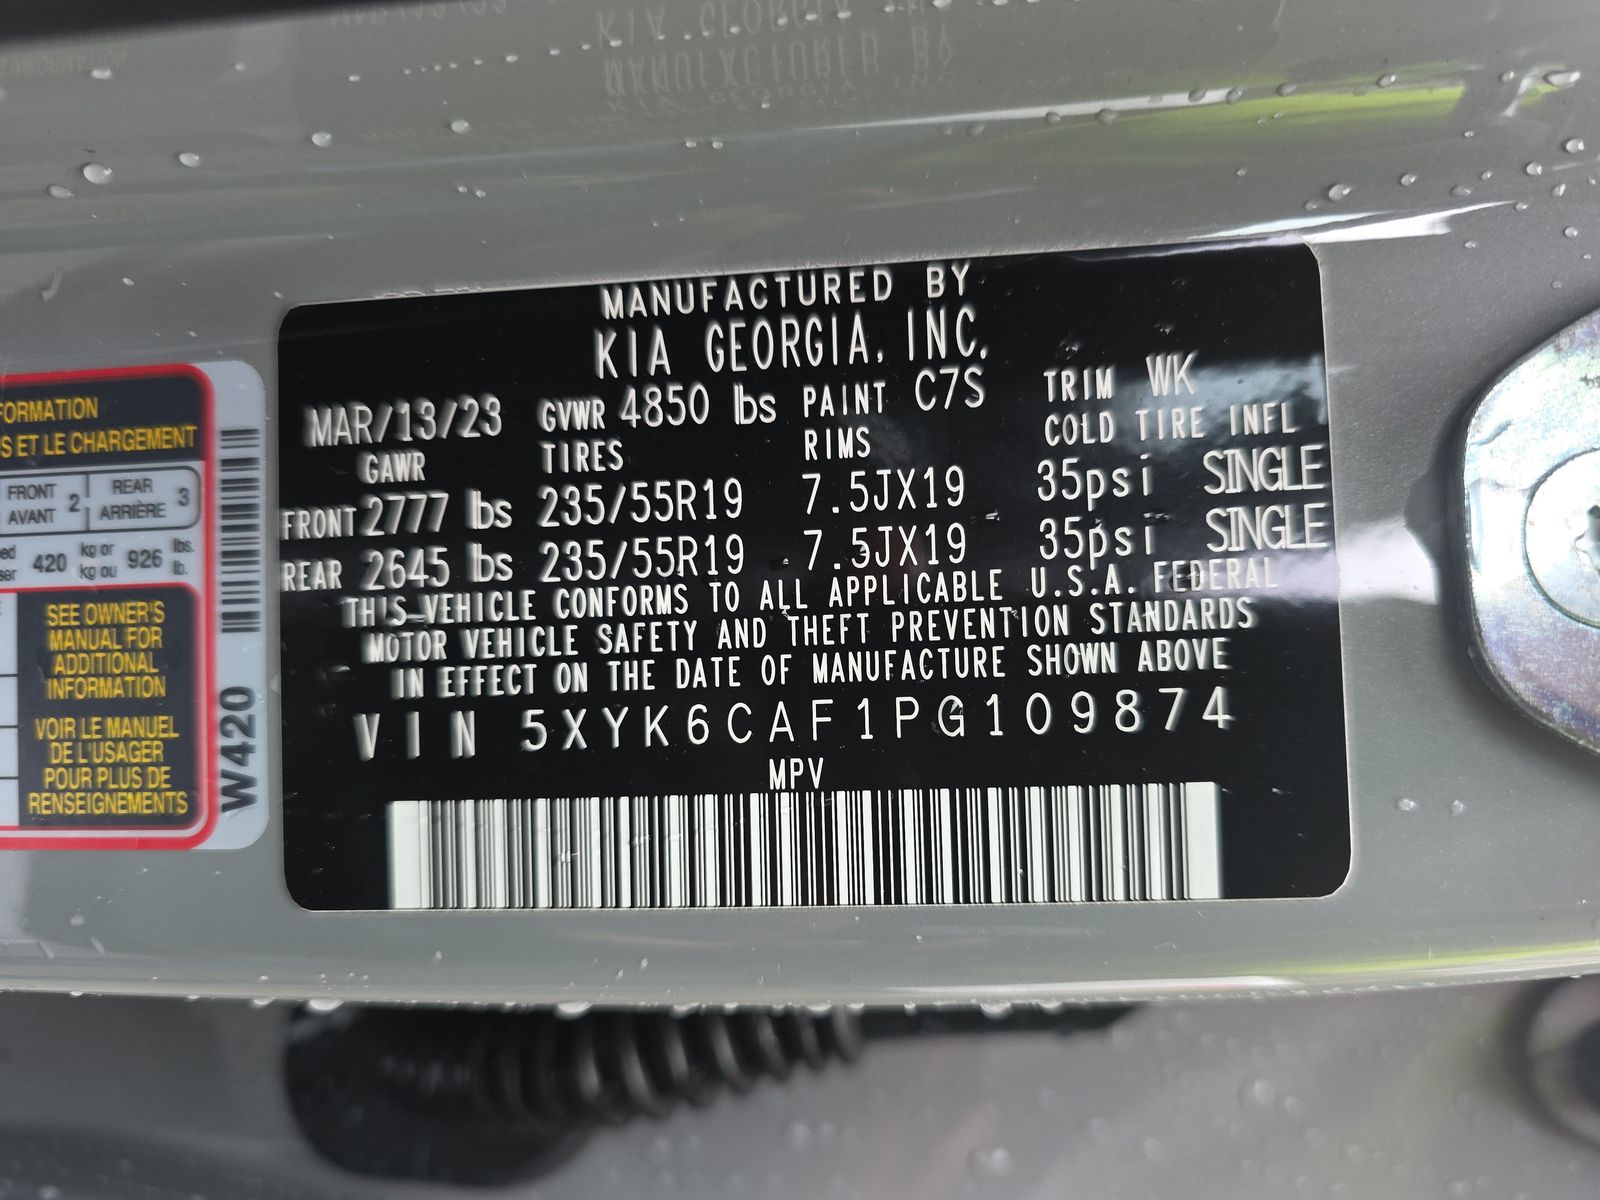 MANUFACTURED BY
KIA GEORGIA, INC.
MAR/13/23 GVWR 4850 lbs PAINT C7S TRIM WK
GAWR TIRES RIMS COLD TIRE INFL
FRONT 2777 lbs 235/55R19 7.5JX19 35psi SINGLE
REAR 2645 lbs 235/55R19 7.5JX19 35psi SINGLE
THIS VEHICLE CONFORMS TO ALL APPLICABLE U.S.A. FEDERAL
MOTOR VEHICLE SAFETY AND THEFT PREVENTION STANDARDS
IN EFFECT ON THE DATE OF MANUFACTURE SHOWN ABOVE
VIN 5XYK6CAF1PG109874
MPV
FORMATION
ET LE CHARGEMENT
FRONT AVANT 2 REAR ARRIÈRE 3
420 kg or kg ou 926 lbs. lb.
SEE OWNER'S
MANUAL FOR
ADDITIONAL
INFORMATION
VOIR LE MANUEL
DE L'USAGER
POUR PLUS DE
RENSEIGNEMENTS
W420